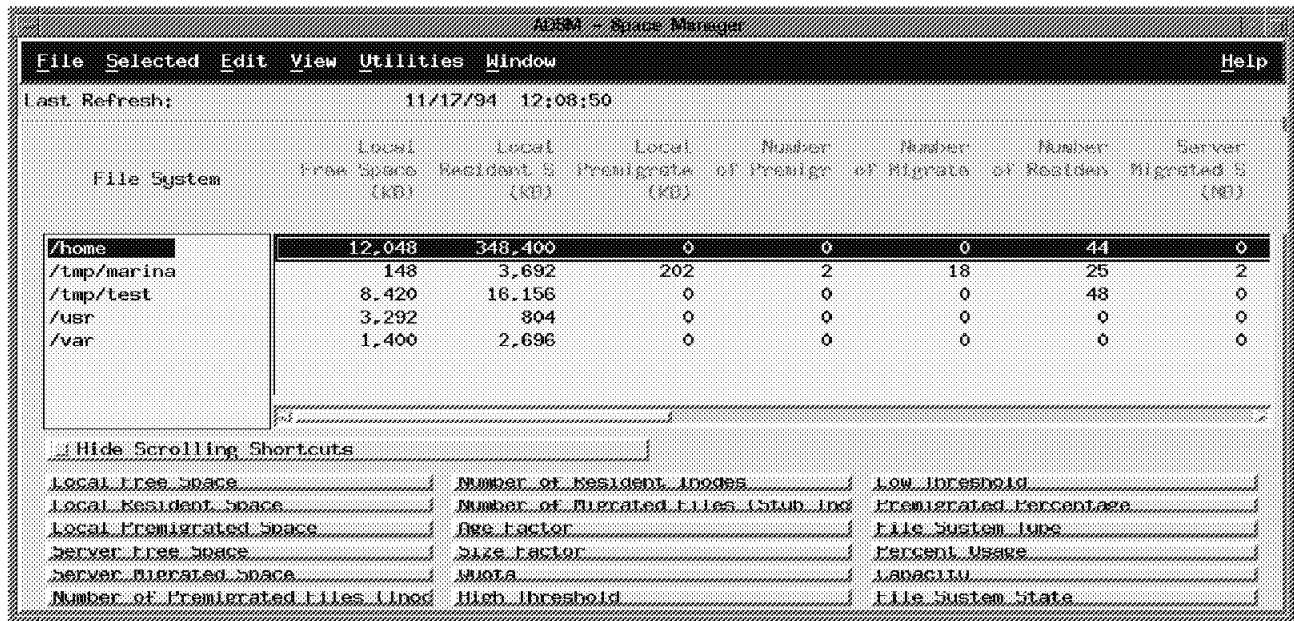 ADSM - Space Manager
File Selected Edit View Utilities Window Help
Last Refresh: 11/17/94 12:08:50
Local Local Local Number Number Number Server
File System Free Space Resident S Premigrate of Premigr of Migrate of Residen Migrated S
(KB) (KB) (KB) (MB)
/home 12,048 348,400 0 0 0 44 0
/tmp/marina 148 3,692 202 2 18 25 2
/tmp/test 8,420 16,156 0 0 0 48 0
/usr 3,292 804 0 0 0 0 0
/var 1,400 2,696 0 0 0 0 0
Hide Scrolling Shortcuts
Local Free Space Number of Resident Inodes Low Threshold
Local Resident Space Number of Migrated Files (Stub Ino Premigrated Percentage
Local Premigrated Space Age Factor File System Type
Server Free Space Size Factor Percent Usage
Server Migrated Space Quota Capacity
Number of Premigrated Files (Inod High Threshold File System State